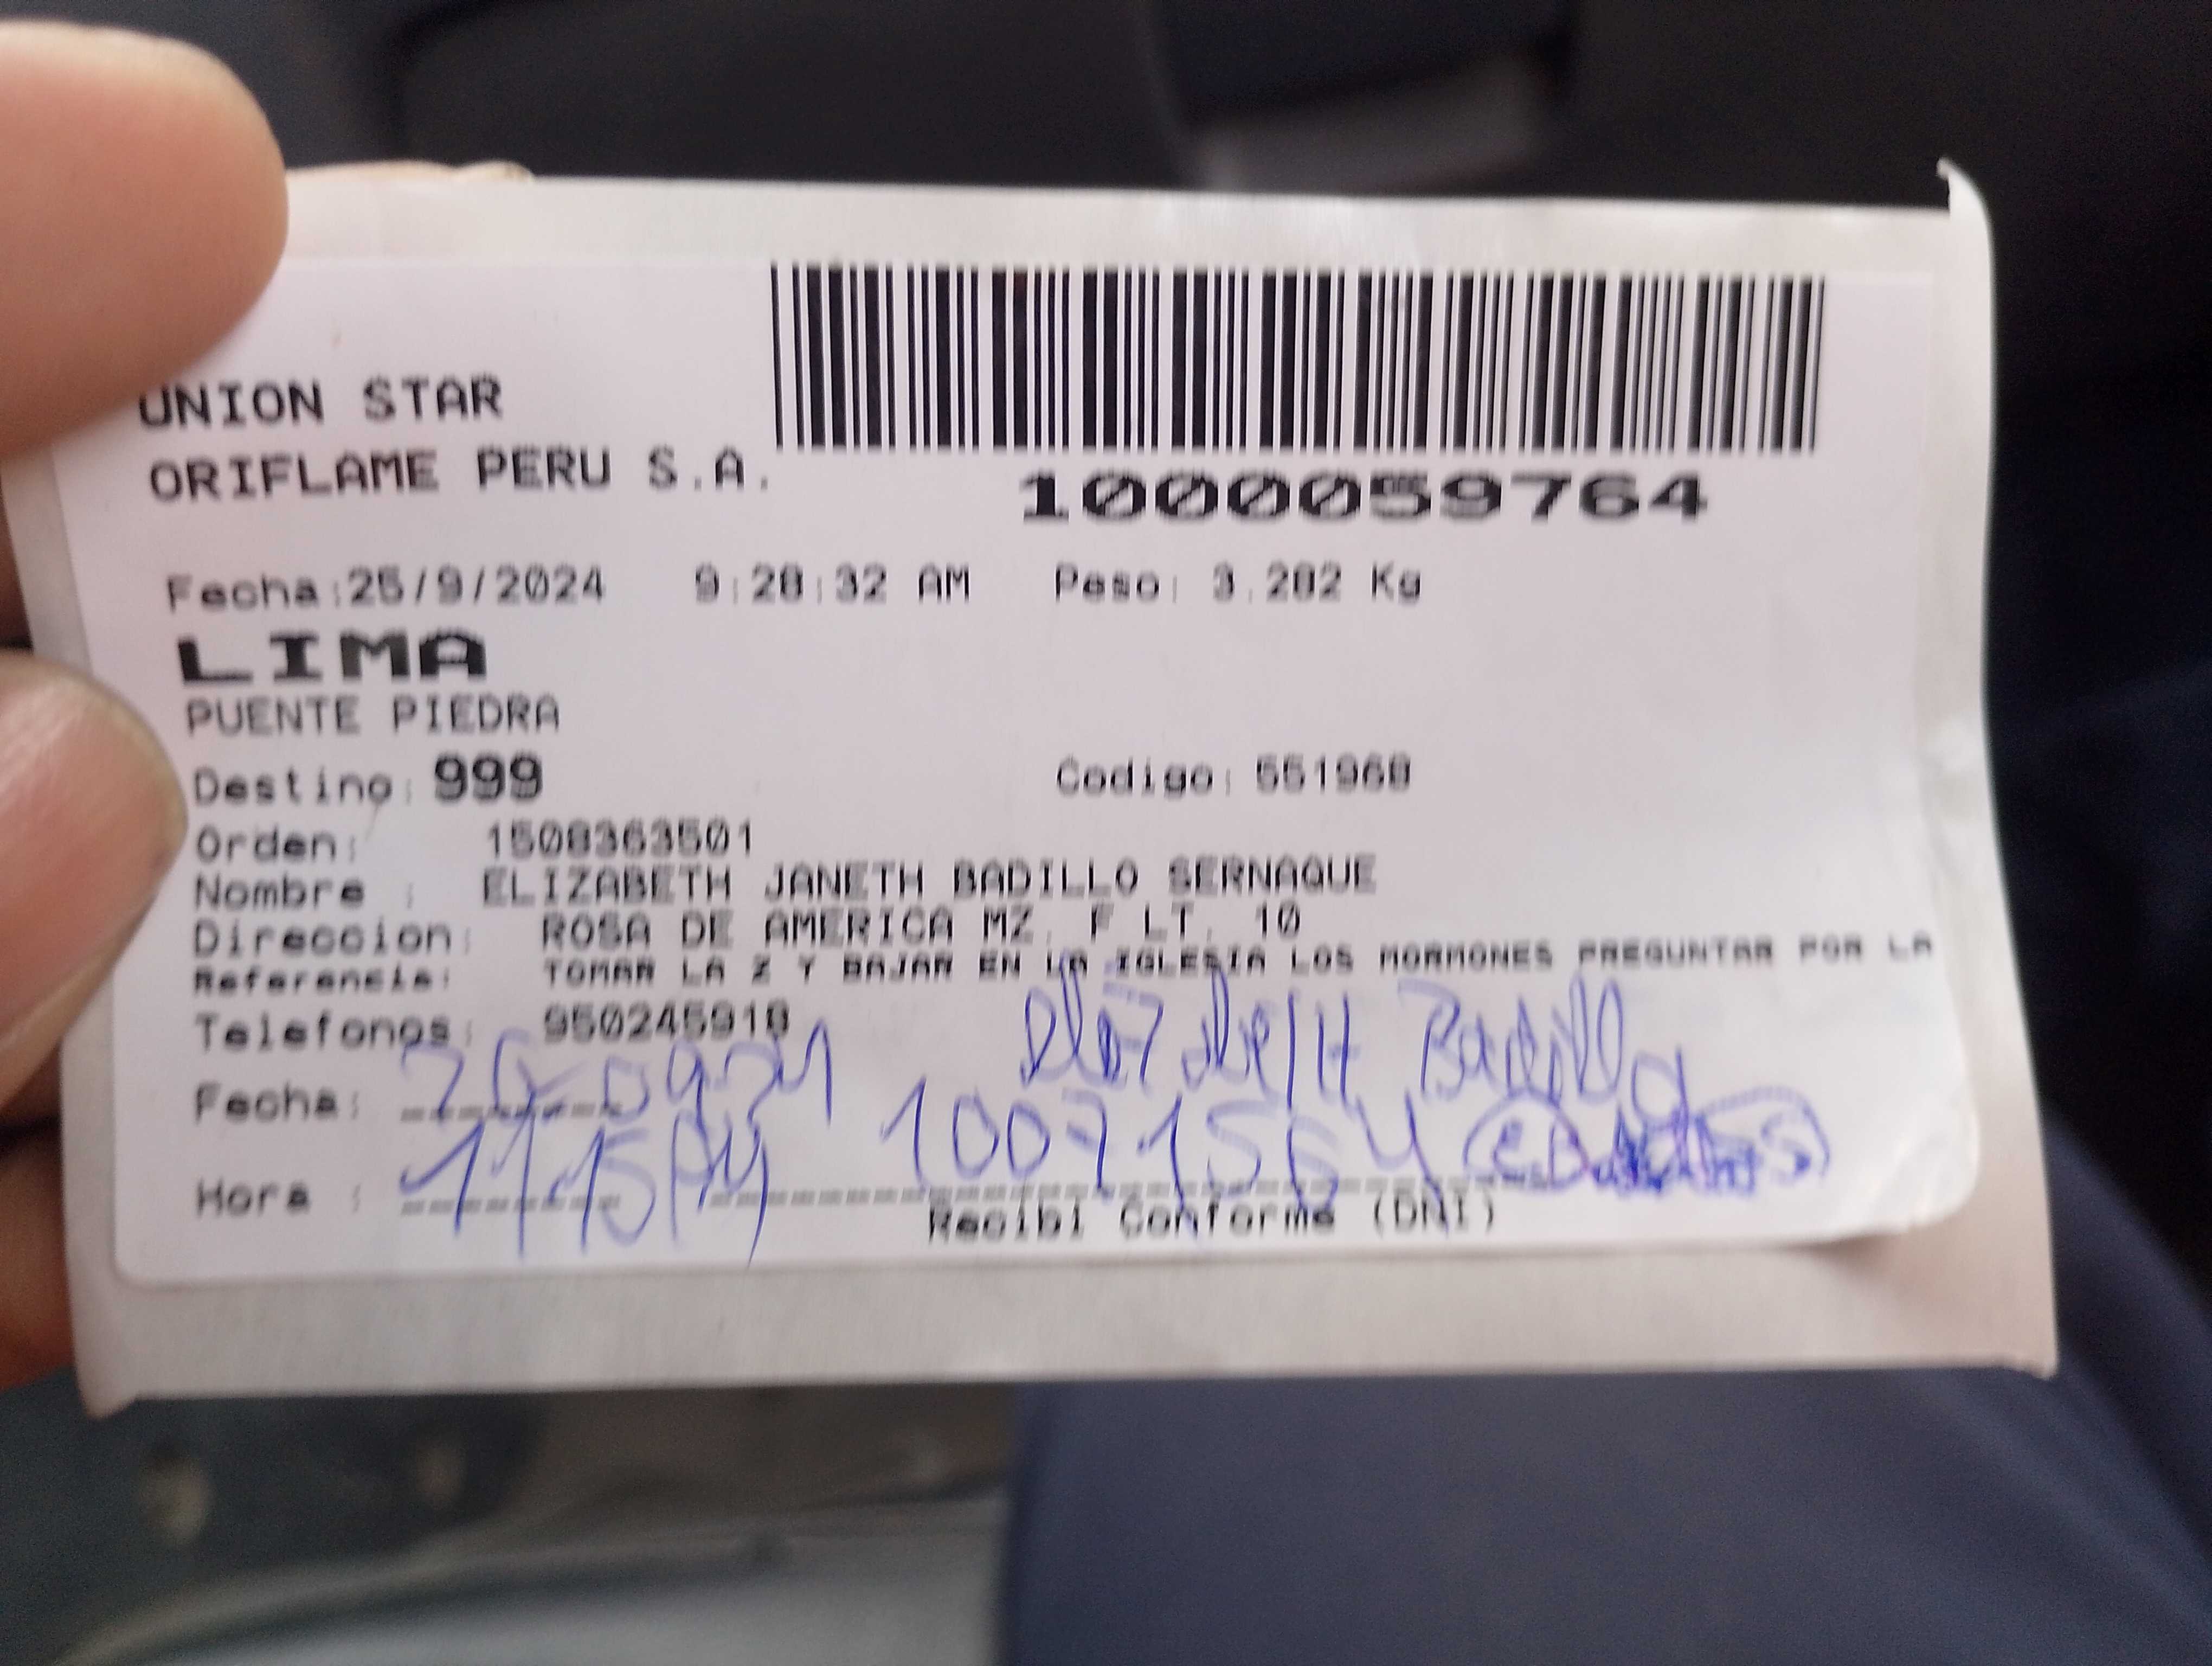 UNION STAR
ORIFLAME PERU S.A.
1000059764
Fecha:25/9/2024 9:28:32 AM Peso: 3.282 Kg
LIMA
PUENTE PIEDRA
Destino: 999 Codigo: 551968
Orden: 1508363501
Nombre : ELIZABETH JANETH BADILLO SERNAQUE
Direccion: ROSA DE AMERICA MZ. F LT. 10
Referencia: TOMAR LA Z Y BAJAR EN LA IGLESIA LOS MORMONES PREGUNTAR POR LA
Telefonos: 950245918
Badillo
Fecha:
Hora :
Recibi Conforme (DNI)